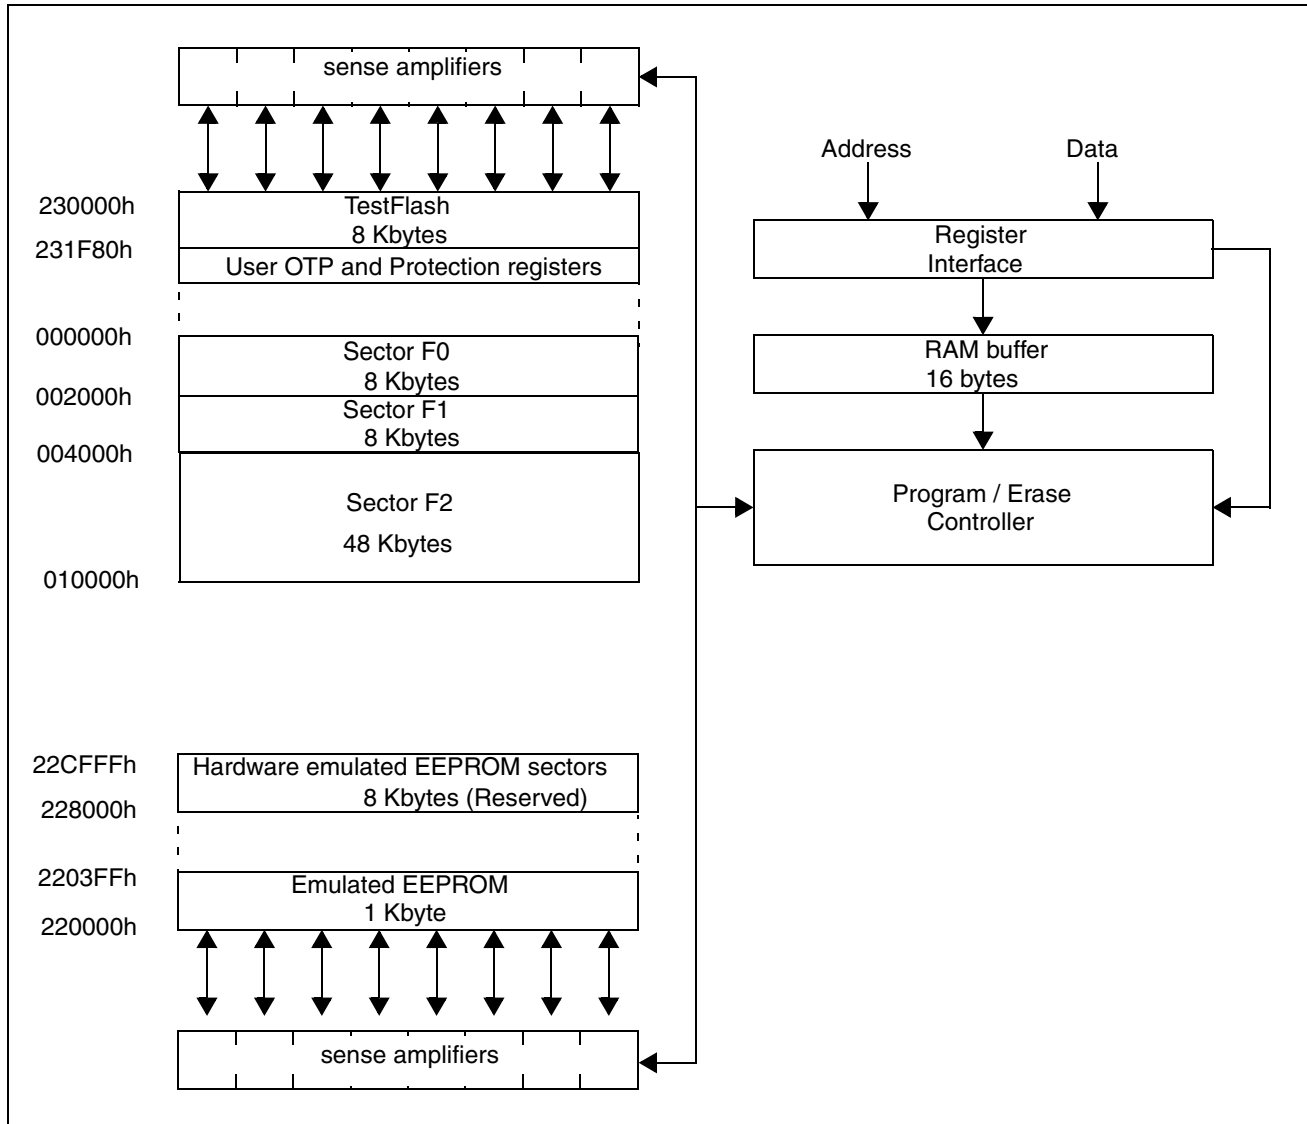 sense amplifiers
230000h
TestFlash
8 Kbytes
231F80h
User OTP and Protection registers
000000h
Sector F0
8 Kbytes
002000h
Sector F1
8 Kbytes
004000h
Sector F2
48 Kbytes
010000h
22CFFFh
Hardware emulated EEPROM sectors
8 Kbytes (Reserved)
228000h
2203FFh
Emulated EEPROM
1 Kbyte
220000h
sense amplifiers
Address
Data
Register
Interface
RAM buffer
16 bytes
Program / Erase
Controller